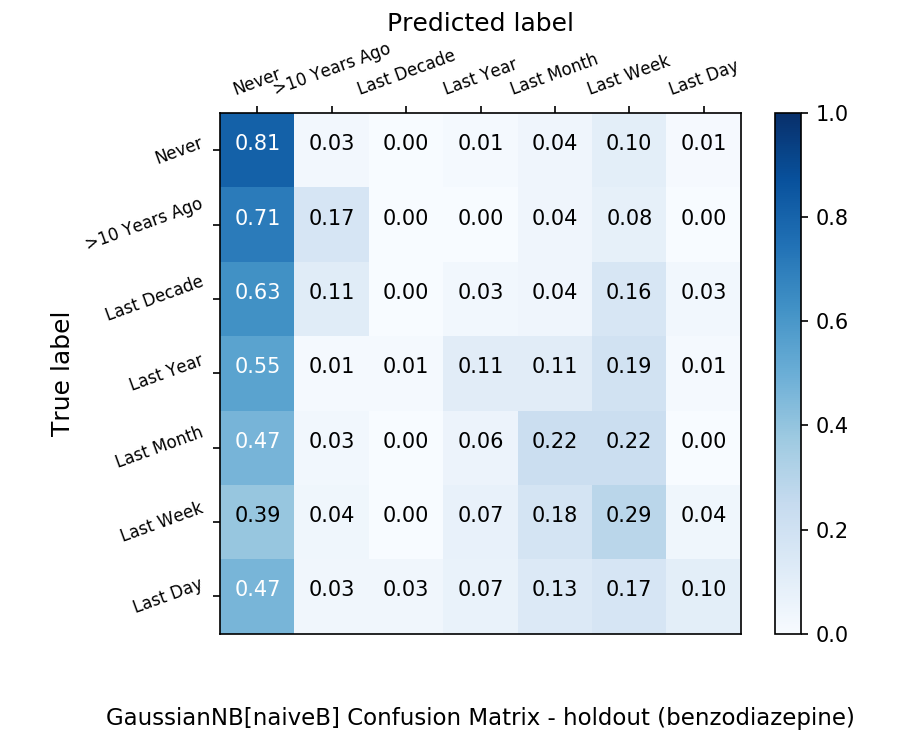 Predicted label
Never >10 Years Ago Last Decade Last Year Last Month Last Week Last Day
True label
Never 0.81 0.03 0.00 0.01 0.04 0.10 0.01
>10 Years Ago 0.71 0.17 0.00 0.00 0.04 0.08 0.00
Last Decade 0.63 0.11 0.00 0.03 0.04 0.16 0.03
Last Year 0.55 0.01 0.01 0.11 0.11 0.19 0.01
Last Month 0.47 0.03 0.00 0.06 0.22 0.22 0.00
Last Week 0.39 0.04 0.00 0.07 0.18 0.29 0.04
Last Day 0.47 0.03 0.03 0.07 0.13 0.17 0.10
1.0
0.8
0.6
0.4
0.2
0.0
GaussianNB[naiveB] Confusion Matrix - holdout (benzodiazepine)